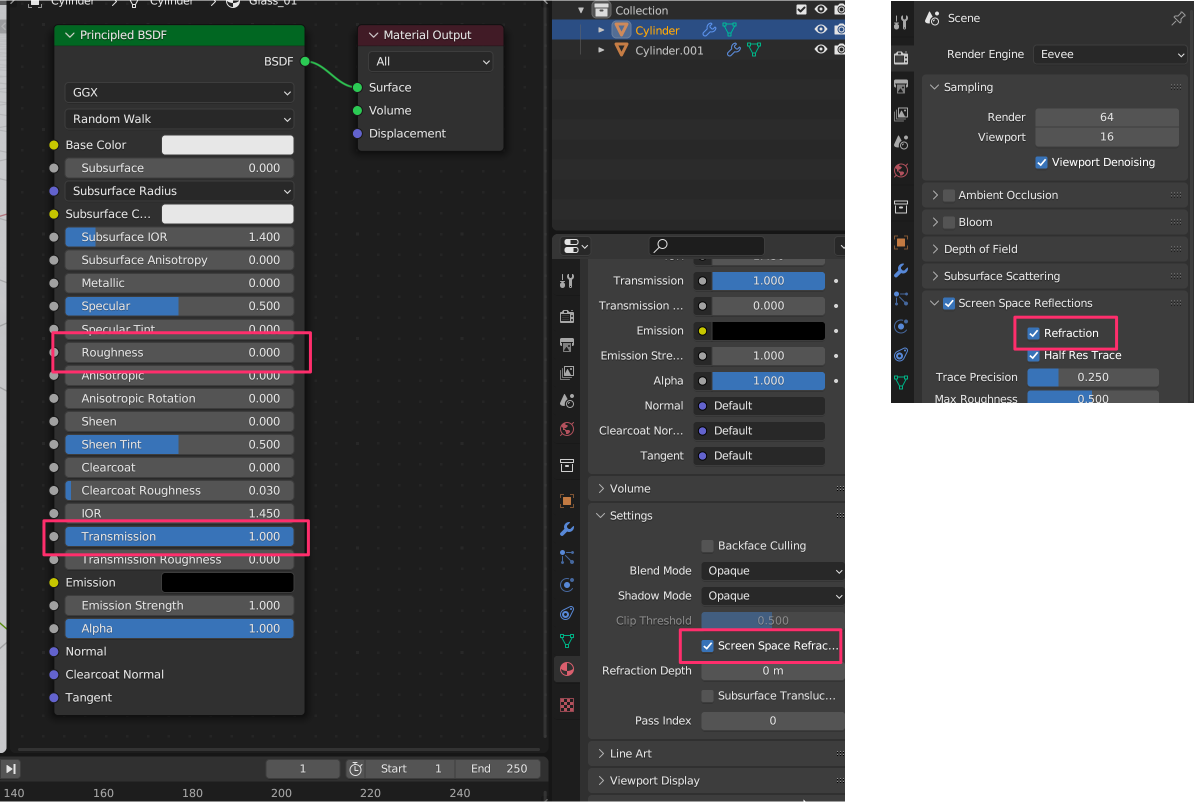 Cylinder > Cylinder > Glass_01
Principled BSDF
BSDF
GGX
Random Walk
Base Color
Subsurface 0.000
Subsurface Radius
Subsurface C...
Subsurface IOR 1.400
Subsurface Anisotropy 0.000
Metallic 0.000
Specular 0.500
Specular Tint 0.000
Roughness 0.000
Anisotropic 0.000
Anisotropic Rotation 0.000
Sheen 0.000
Sheen Tint 0.500
Clearcoat 0.000
Clearcoat Roughness 0.030
IOR 1.450
Transmission 1.000
Transmission Roughness 0.000
Emission
Emission Strength 1.000
Alpha 1.000
Normal
Clearcoat Normal
Tangent
Material Output
All
Surface
Volume
Displacement
1 Start 1 End 250
140 160 180 200 220 240
Collection
Cylinder
Cylinder.001
Transmission 1.000
Transmission ... 0.000
Emission
Emission Stre... 1.000
Alpha 1.000
Normal Default
Clearcoat Nor... Default
Tangent Default
Volume
Settings
Backface Culling
Blend Mode Opaque
Shadow Mode Opaque
Clip Threshold 0.500
Screen Space Refrac...
Refraction Depth 0 m
Subsurface Transluc...
Pass Index 0
Line Art
Viewport Display
Scene
Render Engine Eevee
Sampling
Render 64
Viewport 16
Viewport Denoising
Ambient Occlusion
Bloom
Depth of Field
Subsurface Scattering
Screen Space Reflections
Refraction
Half Res Trace
Trace Precision 0.250
Max Roughness 0.500